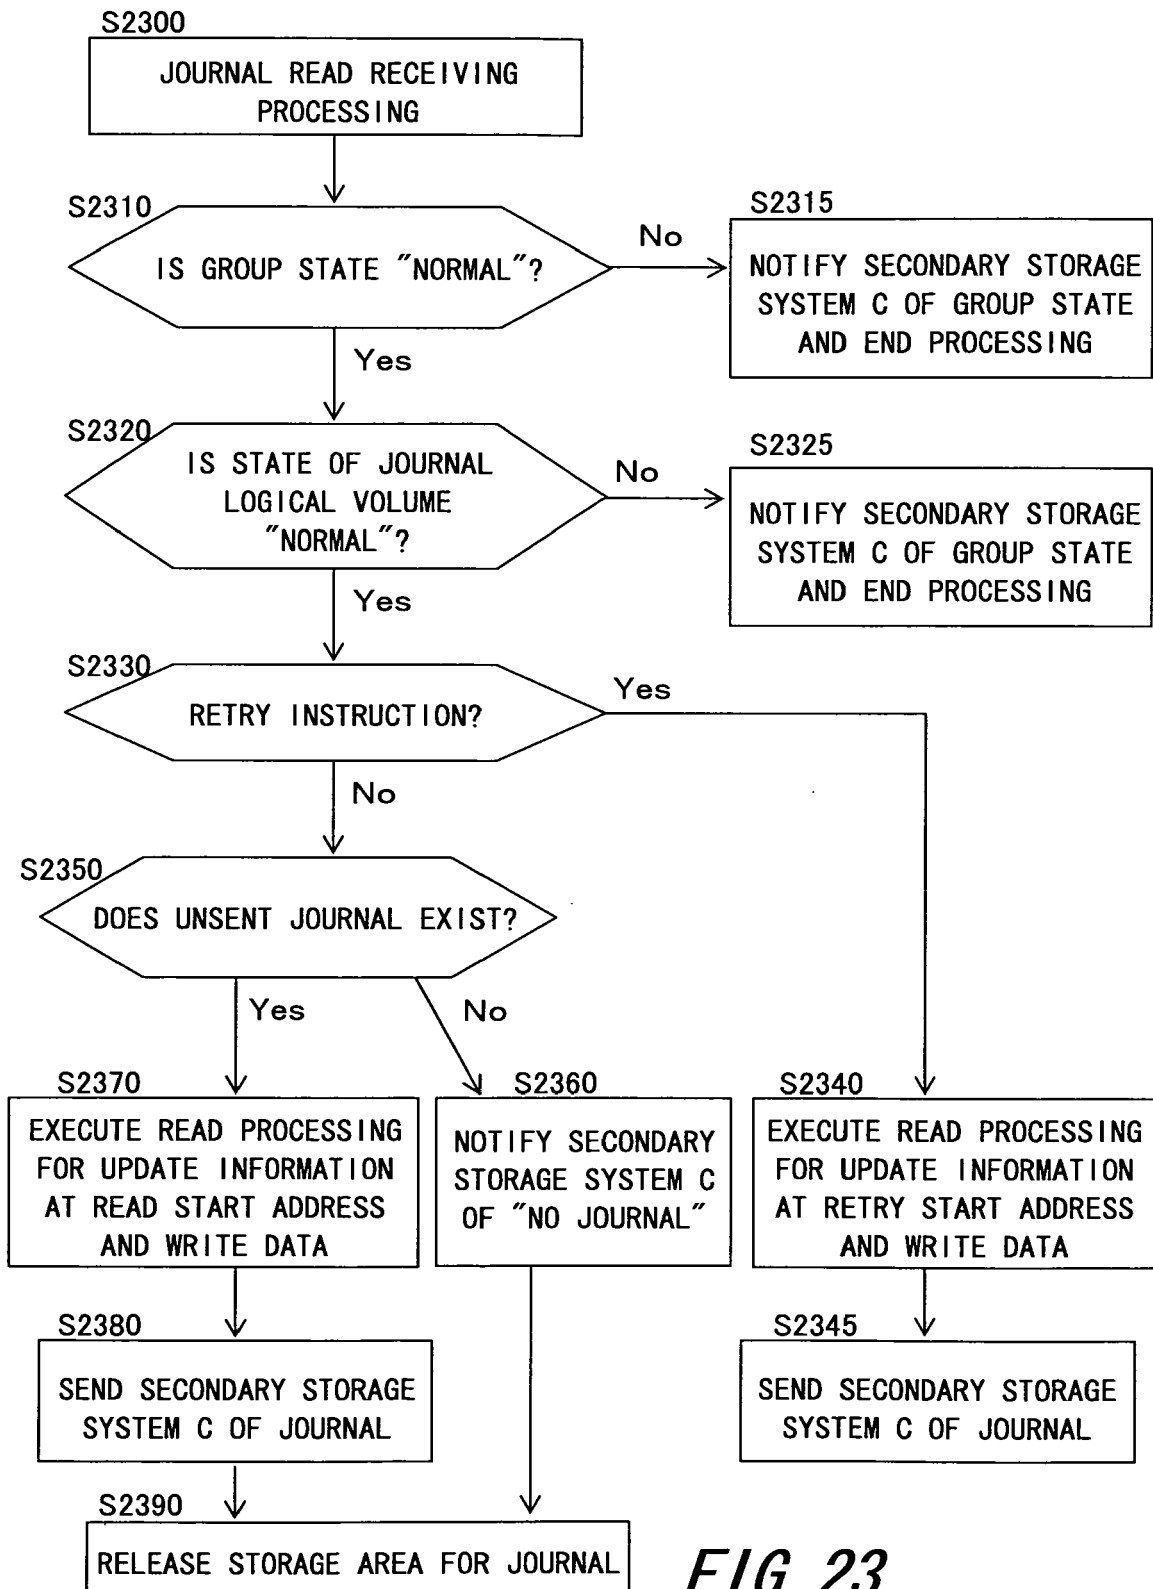 S2300
JOURNAL READ RECEIVING
PROCESSING
S2310
IS GROUP STATE "NORMAL"?
No
S2315
NOTIFY SECONDARY STORAGE
SYSTEM C OF GROUP STATE
AND END PROCESSING
Yes
S2320
IS STATE OF JOURNAL
LOGICAL VOLUME
"NORMAL"?
No
S2325
NOTIFY SECONDARY STORAGE
SYSTEM C OF GROUP STATE
AND END PROCESSING
Yes
S2330
RETRY INSTRUCTION?
Yes
No
S2350
DOES UNSENT JOURNAL EXIST?
Yes
No
S2370
EXECUTE READ PROCESSING
FOR UPDATE INFORMATION
AT READ START ADDRESS
AND WRITE DATA
S2360
NOTIFY SECONDARY
STORAGE SYSTEM C
OF "NO JOURNAL"
S2340
EXECUTE READ PROCESSING
FOR UPDATE INFORMATION
AT RETRY START ADDRESS
AND WRITE DATA
S2380
SEND SECONDARY STORAGE
SYSTEM C OF JOURNAL
S2345
SEND SECONDARY STORAGE
SYSTEM C OF JOURNAL
S2390
RELEASE STORAGE AREA FOR JOURNAL
FIG 23